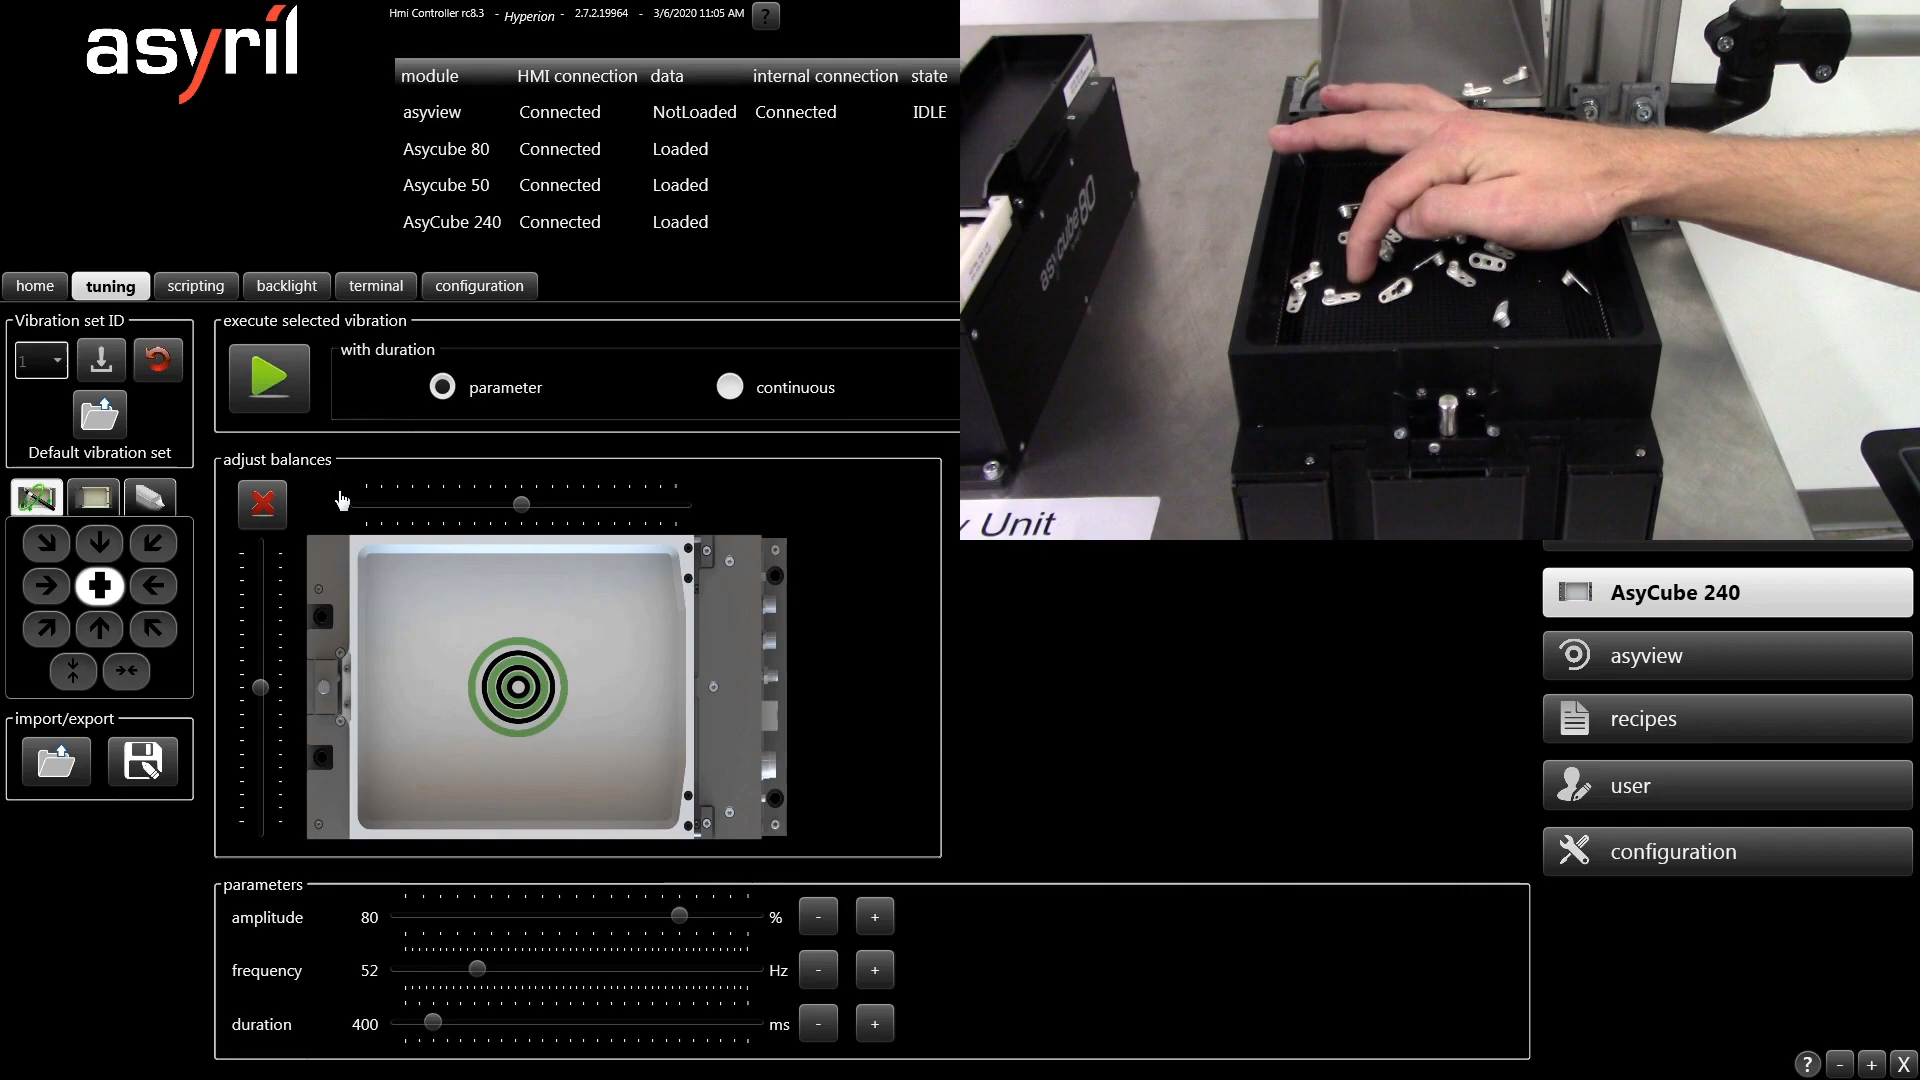 asyril
Hmi Controller rc8.3 - Hyperion - 2.7.2.19964 - 3/6/2020 11:05 AM ?
module HMI connection data internal connection state
asyview Connected NotLoaded Connected IDLE
Asycube 80 Connected Loaded
Asycube 50 Connected Loaded
AsyCube 240 Connected Loaded
asycube 80
y Unit
home tuning scripting backlight terminal configuration
Vibration set ID
1
Default vibration set
execute selected vibration
with duration
parameter continuous
adjust balances
import/export
parameters
amplitude 80 % - +
frequency 52 Hz - +
duration 400 ms - +
AsyCube 240
asyview
recipes
user
configuration
? - + X